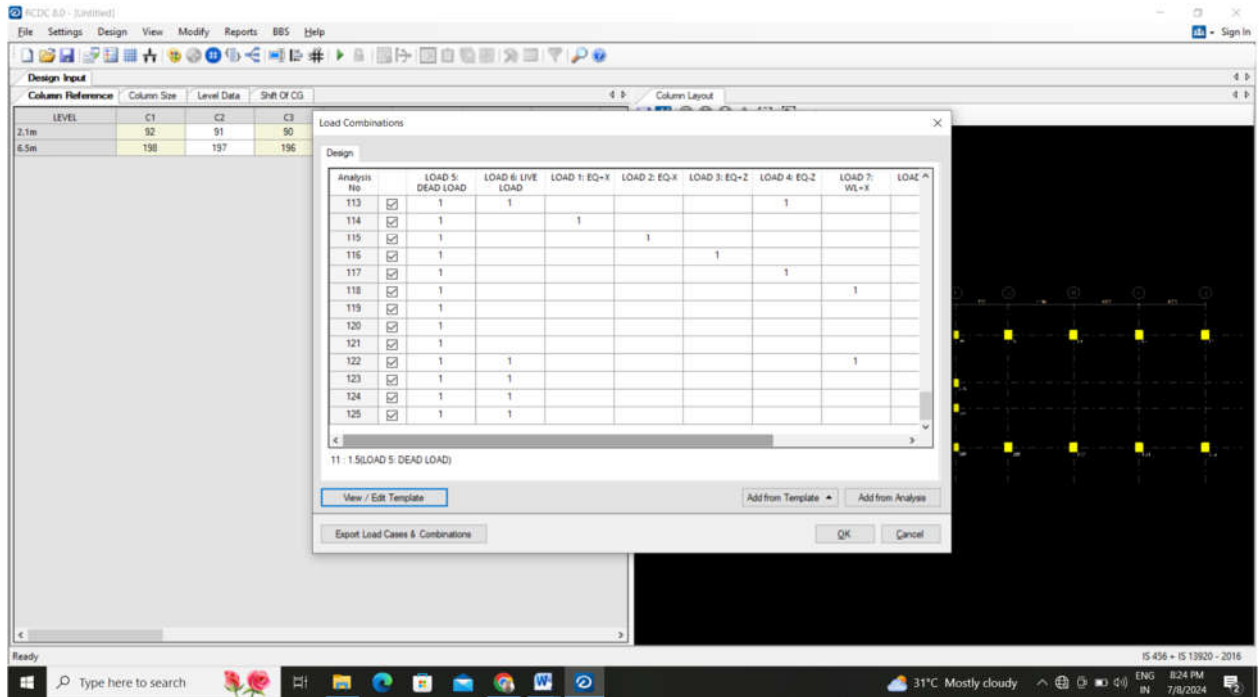 RCDC 8.0 - [Untitled]
File Settings Design View Modify Reports BBS Help
Sign In
Design Input
Column Reference Column Size Level Data Shift Of CG
Column Layout
LEVEL C1 C2 C3
2.1m 92 91 90
6.5m 198 197 196
Load Combinations
Design
Analysis No LOAD 5: DEAD LOAD LOAD 6: LIVE LOAD LOAD 1: EQ+X LOAD 2: EQ-X LOAD 3: EQ+Z LOAD 4: EQ-Z LOAD 7: WL+X LOAD
113 1 1 1
114 1 1
115 1 1
116 1 1
117 1 1
118 1 1
119 1
120 1
121 1
122 1 1 1
123 1 1
124 1 1
125 1 1
11 : 1.5(LOAD 5: DEAD LOAD)
View / Edit Template Add from Template Add from Analysis
Export Load Cases & Combinations OK Cancel
Ready
IS 456 + IS 13920 - 2016
Type here to search
31°C Mostly cloudy
ENG
IN
8:24 PM
7/8/2024